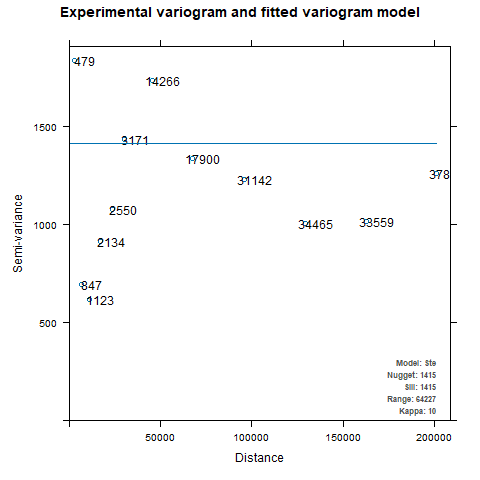 Experimental variogram and fitted variogram model
479
14266
1500
3171
17900
31142
378
2550
1000
34465
33559
2134
847
1123
500
Semi-variance
Model: Ste
Nugget: 1415
Sill: 1415
Range: 64227
Kappa: 10
50000 100000 150000 200000
Distance